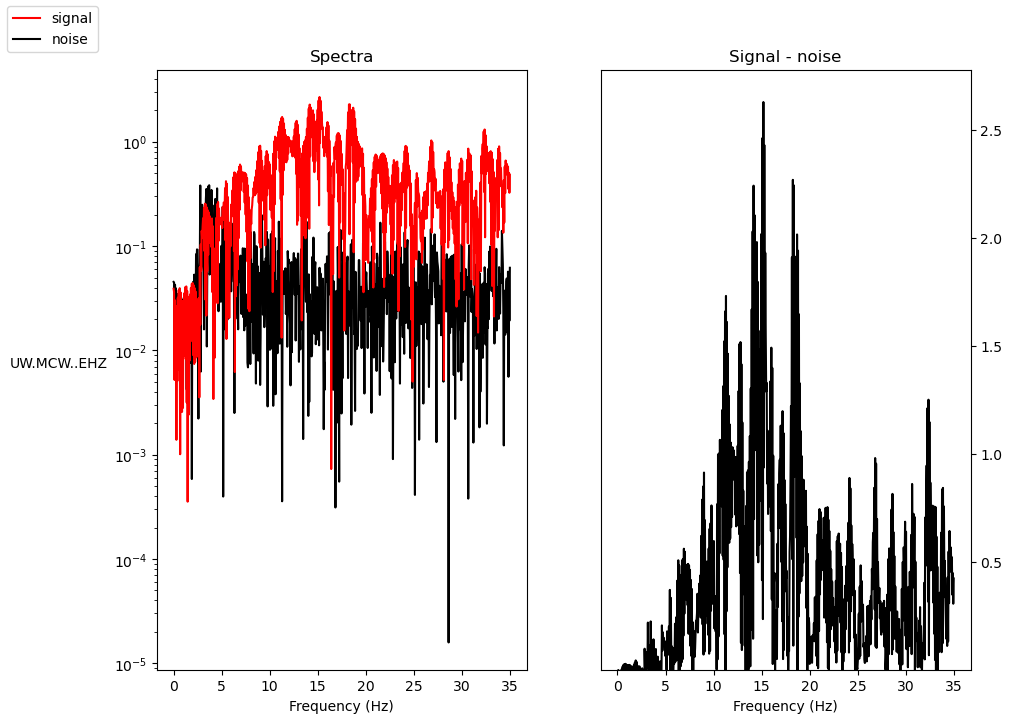 signal
noise
Spectra
Signal - noise
10^0
10^-1
10^-2
10^-3
10^-4
10^-5
UW.MCW..EHZ
2.5
2.0
1.5
1.0
0.5
0 5 10 15 20 25 30 35
0 5 10 15 20 25 30 35
Frequency (Hz)
Frequency (Hz)